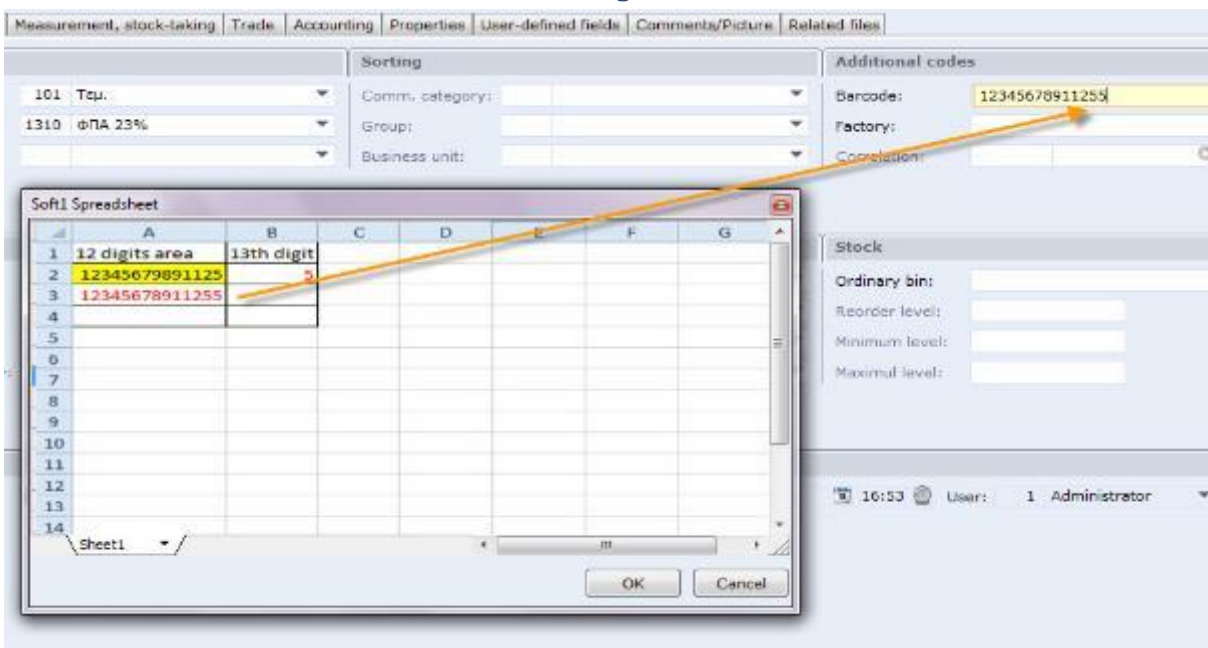 Measurement, stock-taking Trade Accounting Properties User-defined fields Comments/Picture Related files
Sorting Additional codes
101 Τεμ. Comm. category: Barcode: 12345678911255
1310 ΦΠΑ 23% Group: Factory:
Business unit: Correlation:
Soft1 Spreadsheet
A B C D E F G
1 12 digits area 13th digit
2 12345679891125 5
3 12345678911255
4
5
6
7
8
9
10
11
12
13
14
Sheet1
OK Cancel
Stock
Ordinary bin:
Reorder level:
Minimum level:
Maximul level:
16:53 User: 1 Administrator